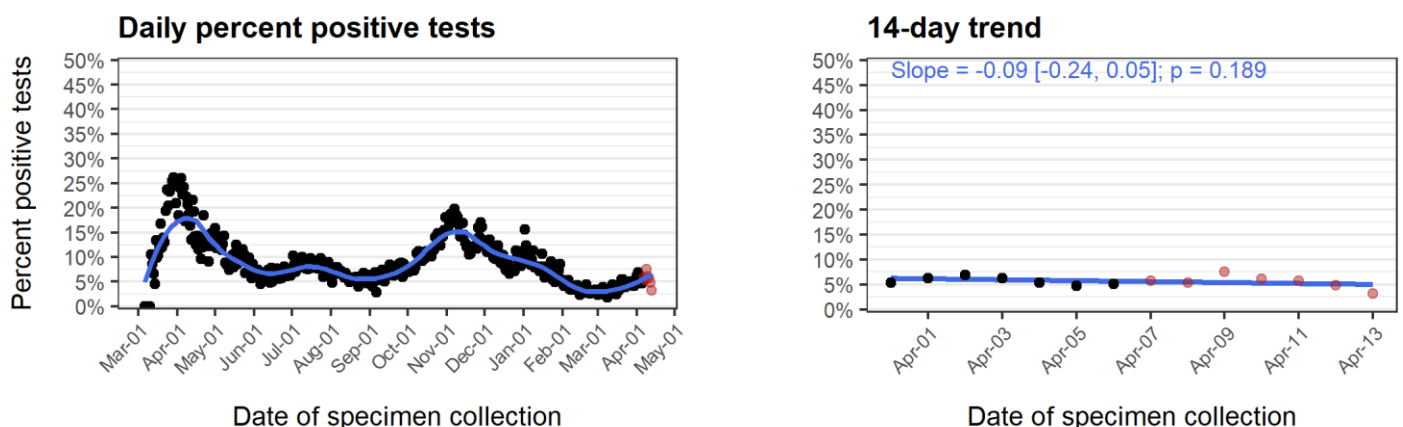 Daily percent positive tests
Percent positive tests
50%
45%
40%
35%
30%
25%
20%
15%
10%
5%
0%
Mar-01 Apr-01 May-01 Jun-01 Jul-01 Aug-01 Sep-01 Oct-01 Nov-01 Dec-01 Jan-01 Feb-01 Mar-01 Apr-01 May-01
Date of specimen collection
14-day trend
Slope = -0.09 [-0.24, 0.05]; p = 0.189
50%
45%
40%
35%
30%
25%
20%
15%
10%
5%
0%
Apr-01 Apr-03 Apr-05 Apr-07 Apr-09 Apr-11 Apr-13
Date of specimen collection